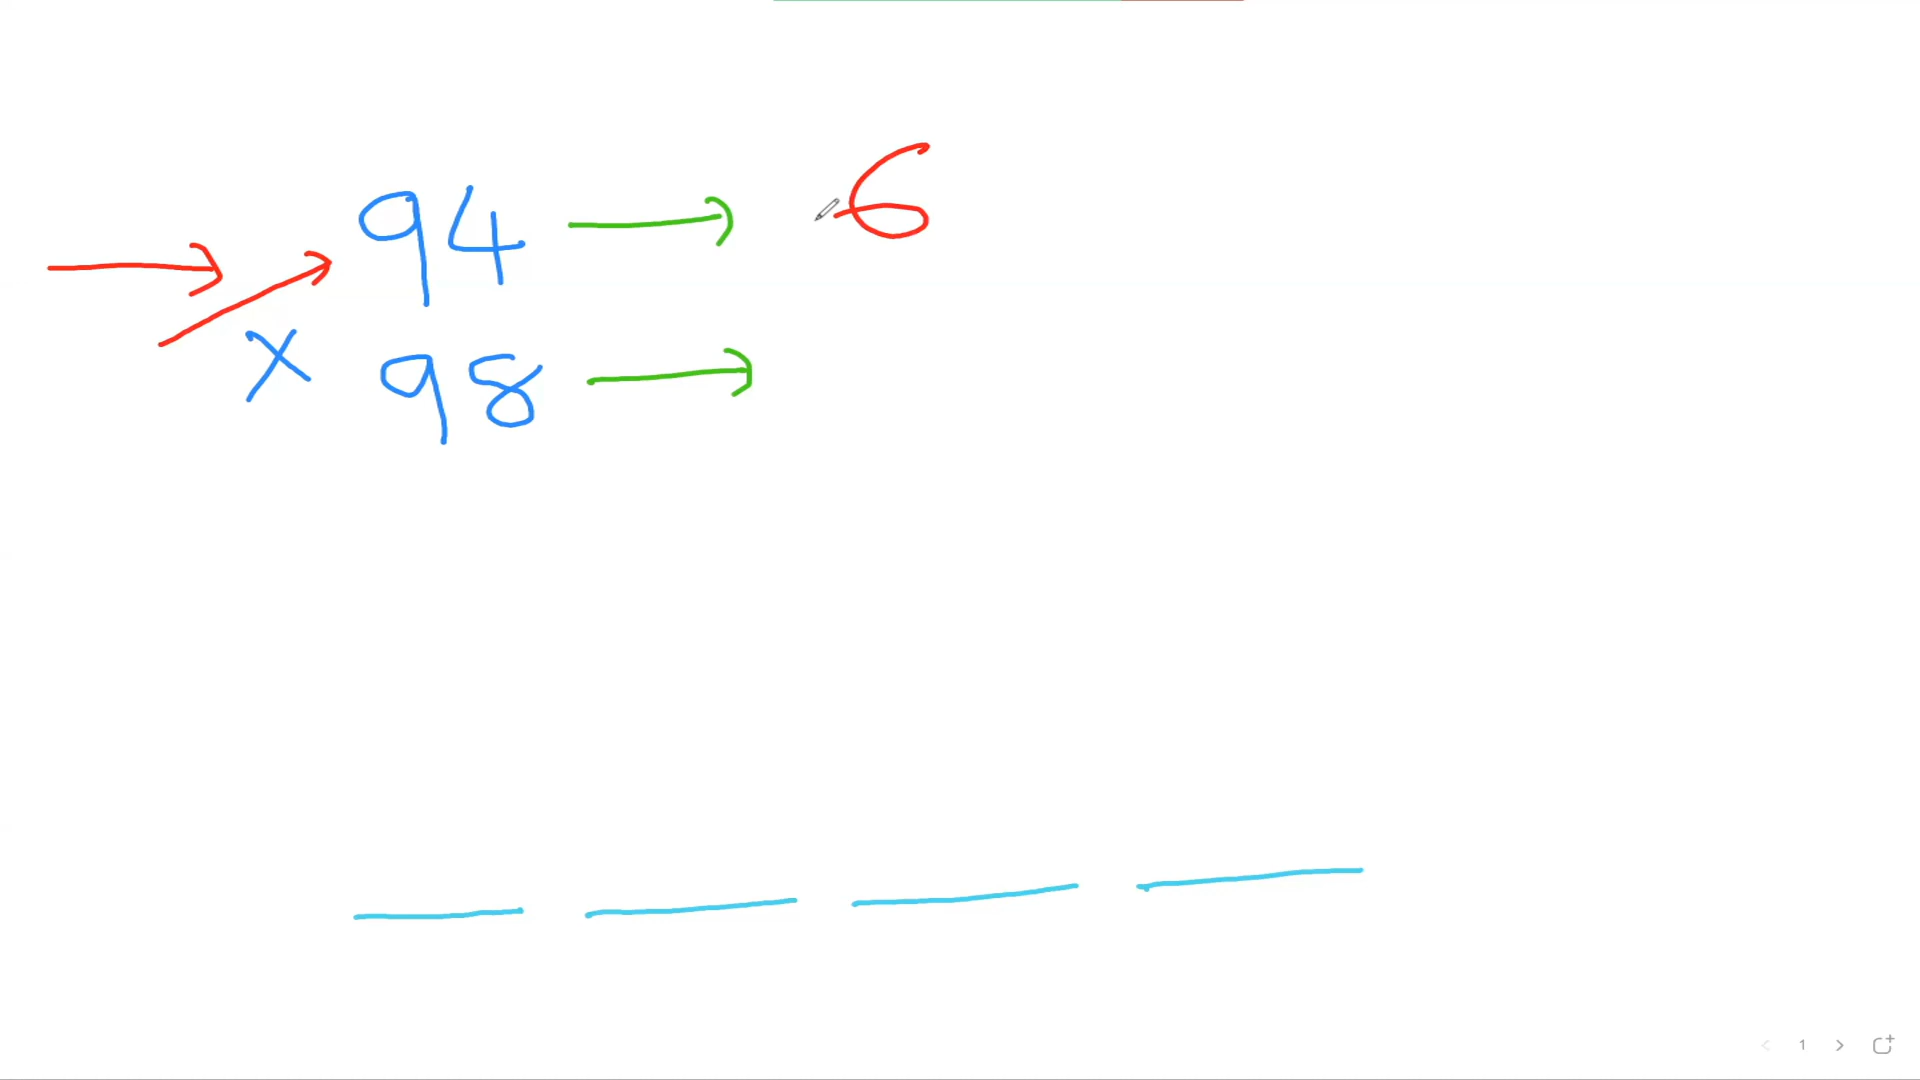 94 → 6
× 98 →
1